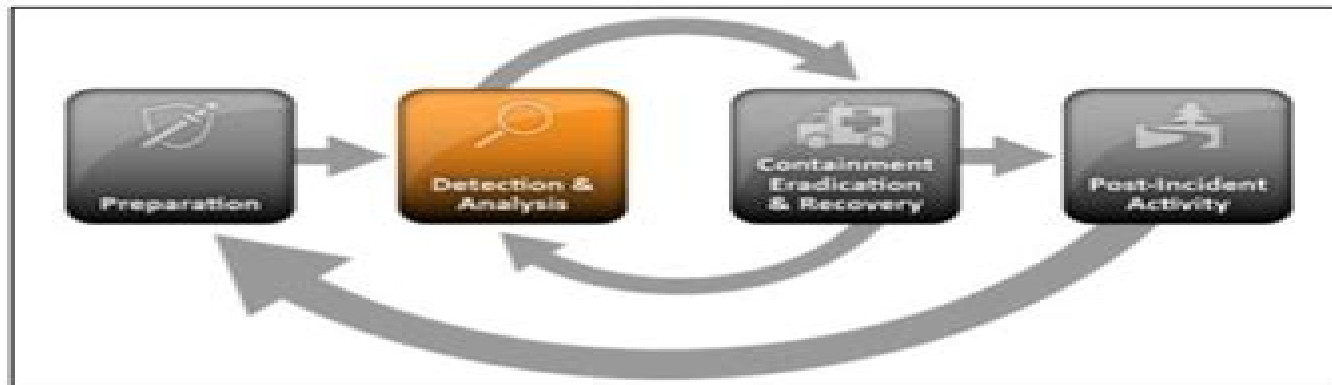 Preparation
Detection &
Analysis
Containment
Eradication
& Recovery
Post-Incident
Activity